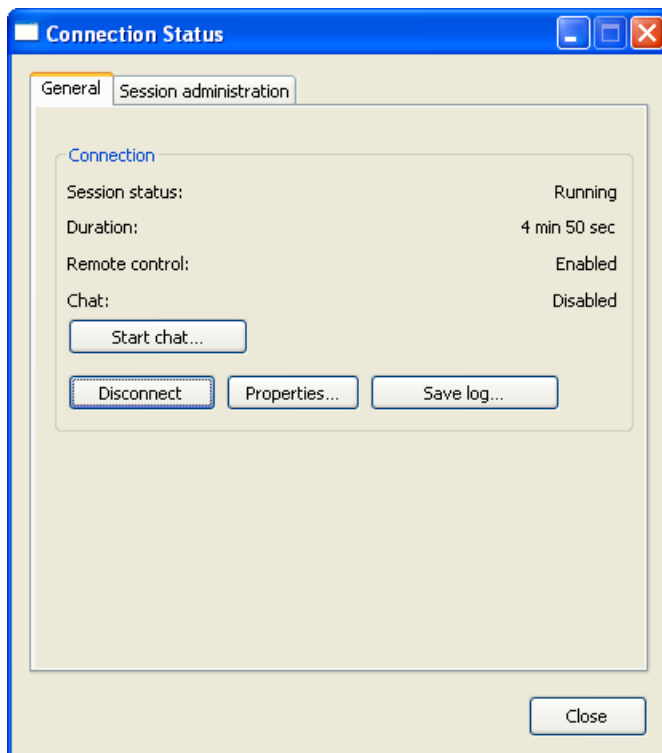 Connection Status
General Session administration
Connection
Session status: Running
Duration: 4 min 50 sec
Remote control: Enabled
Chat: Disabled
Start chat...
Disconnect Properties... Save log...
Close